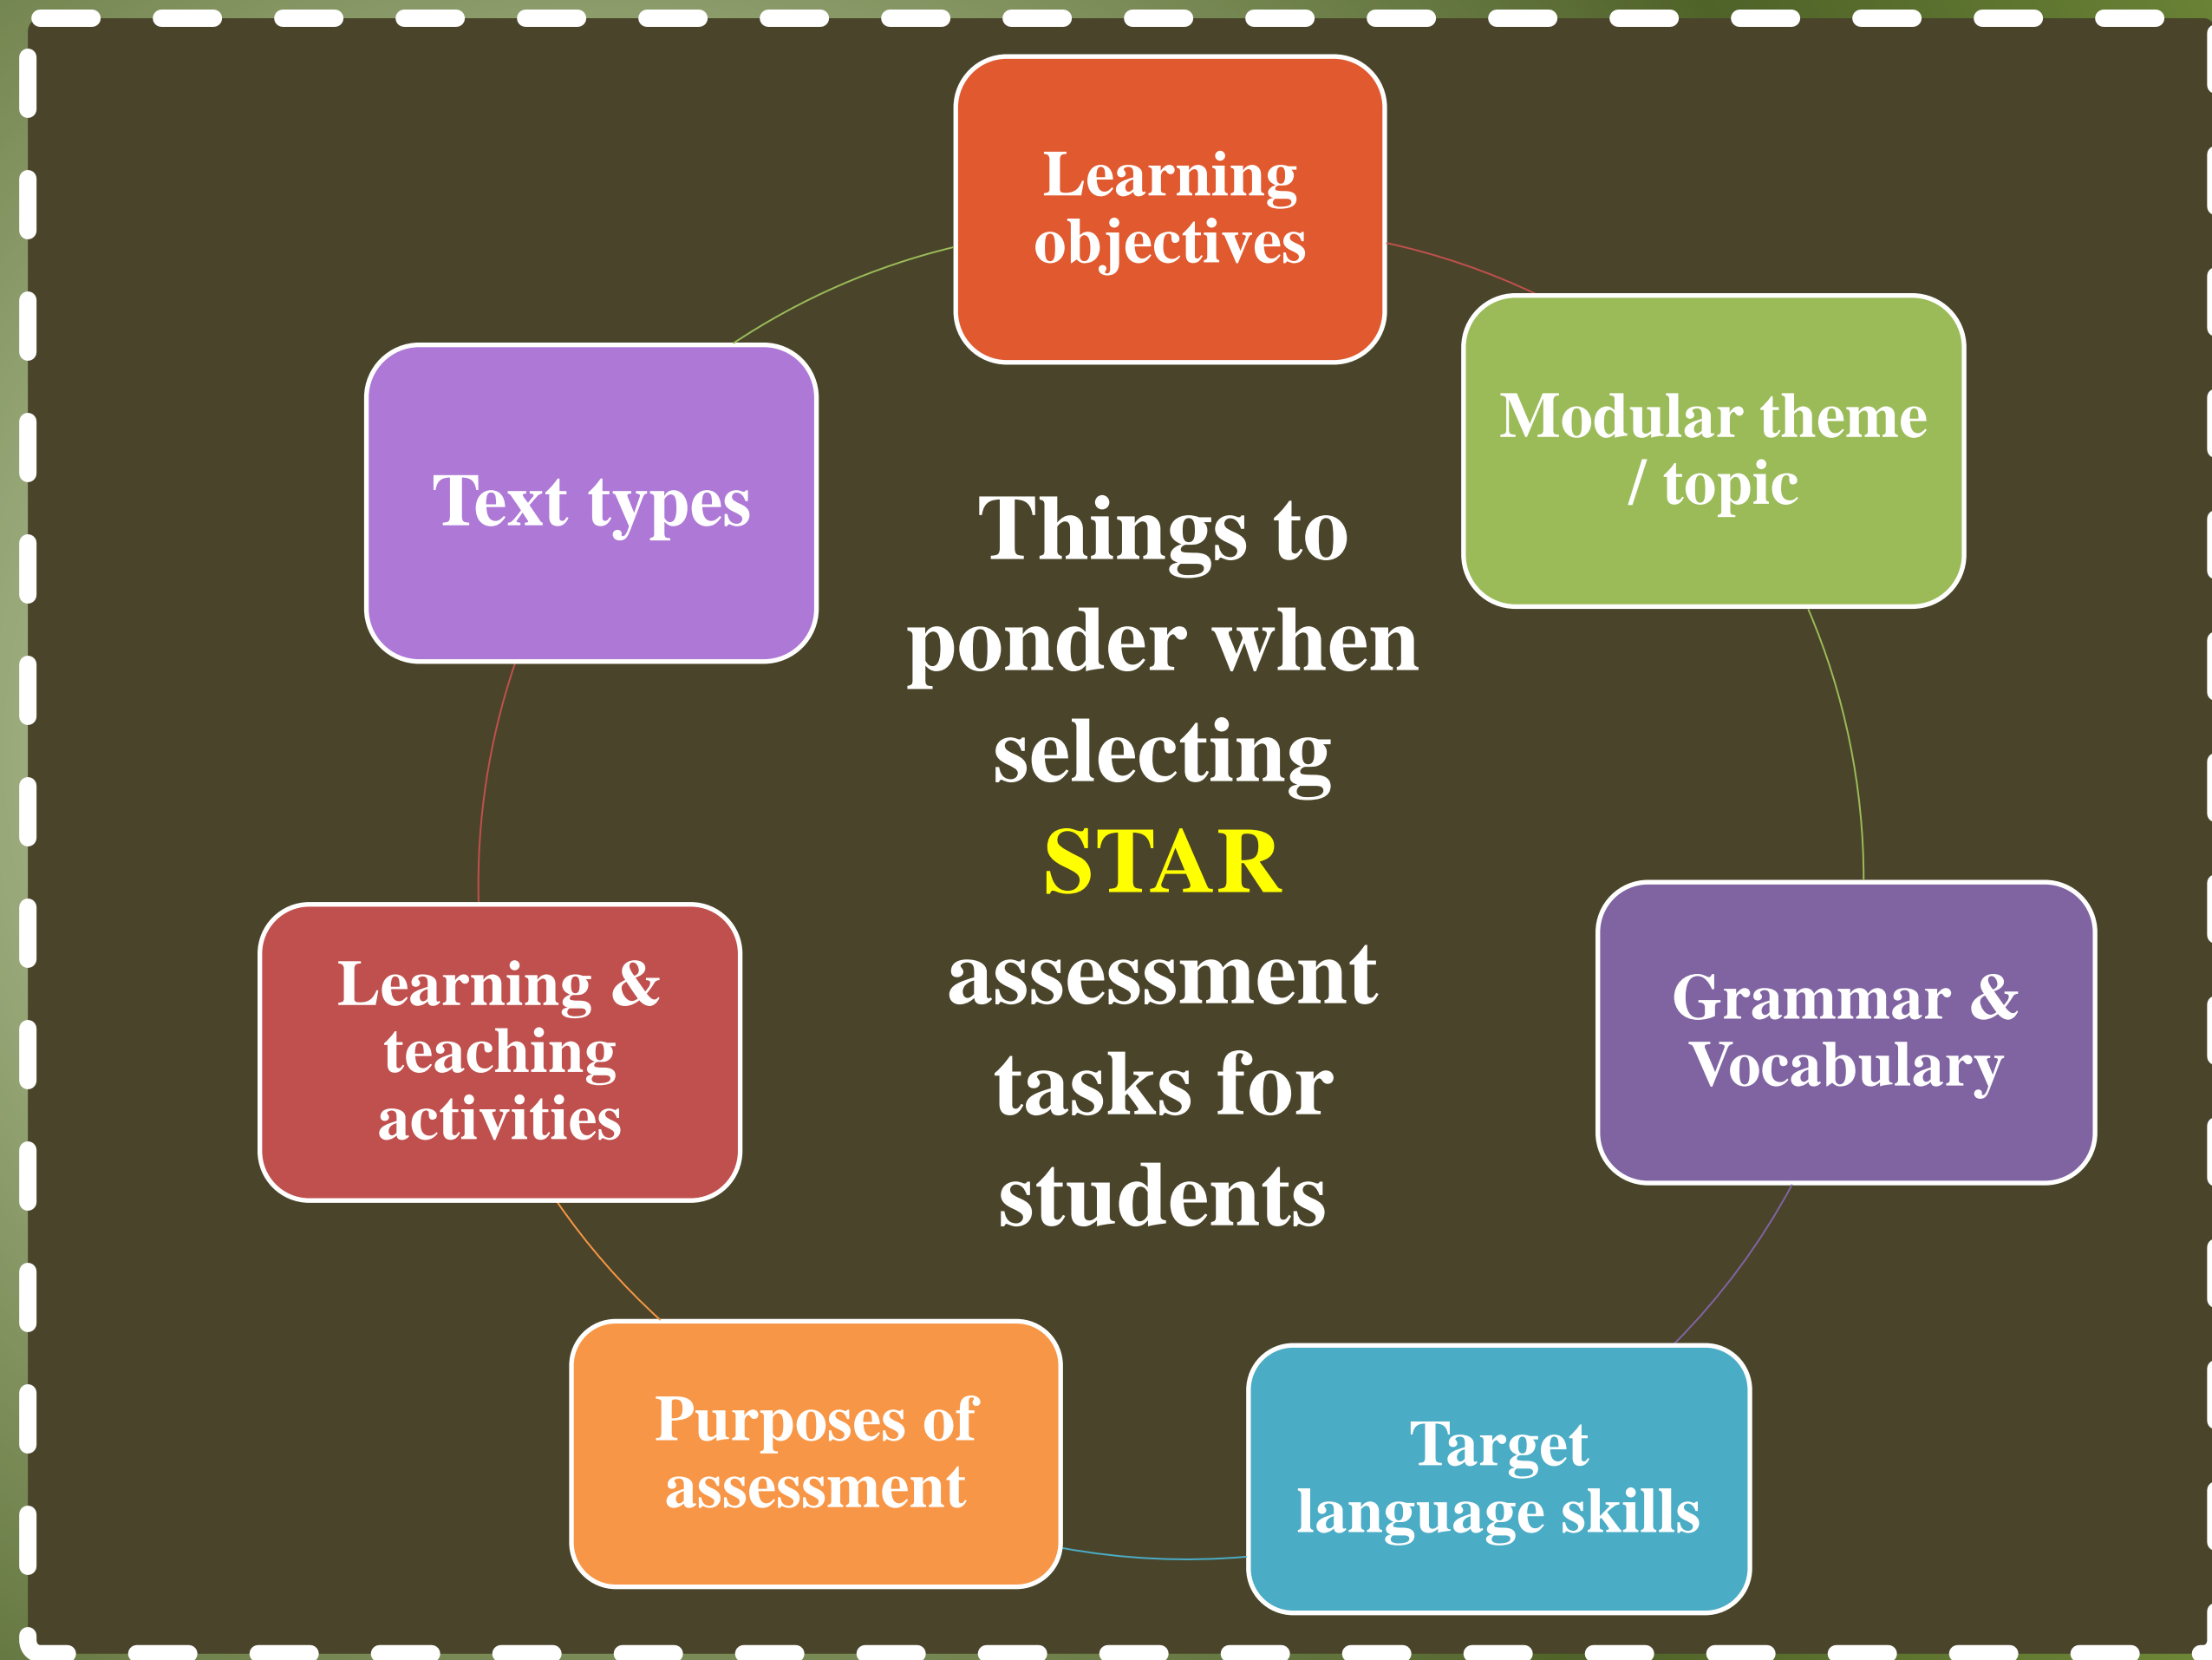 Learning
objectives
Modular theme
/ topic
Grammar &
Vocabulary
Target
language skills
Purposes of
assessment
Learning &
teaching
activities
Text types
Things to
ponder when
selecting
STAR
assessment
tasks for
students